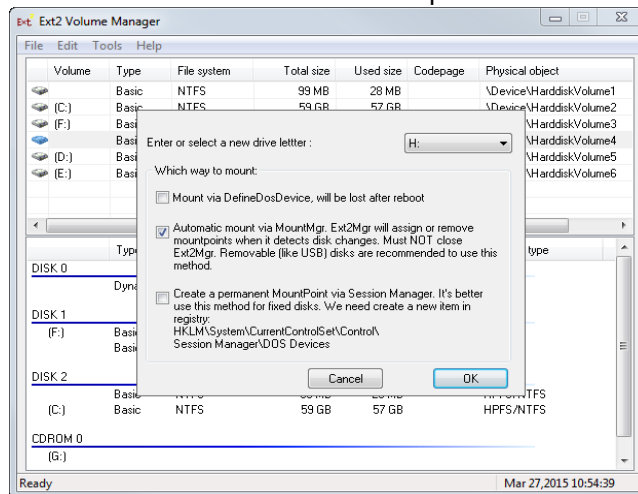 Ext2 Volume Manager
File Edit Tools Help
Volume Type File system Total size Used size Codepage Physical object
Basic NTFS 99 MB 28 MB \Device\HarddiskVolume1
(C:) Basic NTFS 59 GB 57 GB \Device\HarddiskVolume2
(F:) Basi \HarddiskVolume3
Basi \HarddiskVolume4
(D:) Basi \HarddiskVolume5
(E:) Basi \HarddiskVolume6
Enter or select a new drive lettter :
H:
Which way to mount:
Mount via DefineDosDevice, will be lost after reboot
Automatic mount via MountMgr. Ext2Mgr will assign or remove
mountpoints when it detects disk changes. Must NOT close
Ext2Mgr. Removable (like USB) disks are recommended to use this
method.
Create a permanent MountPoint via Session Manager. It's better
use this method for fixed disks. We need create a new item in
registry:
HKLM\System\CurrentControlSet\Control\
Session Manager\DOS Devices
Cancel OK
Typ type
DISK 0
Dyna
DISK 1
(F:) Basi
Basi
DISK 2
Basic HPFS/NTFS
(C:) Basic NTFS 59 GB 57 GB HPFS/NTFS
CDROM 0
(G:)
Ready Mar 27,2015 10:54:39